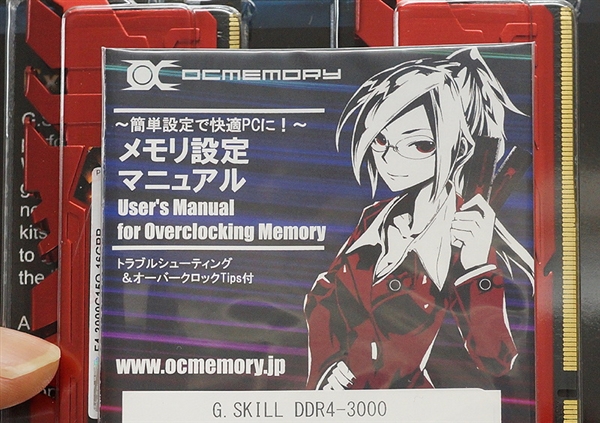 OCMEMORY
～簡単設定で快適PCに！～
メモリ設定
マニュアル
User's Manual
for Overclocking Memory
トラブルシューティング
＆オーバークロックTips付
www.ocmemory.jp
G.SKILL DDR4-3000